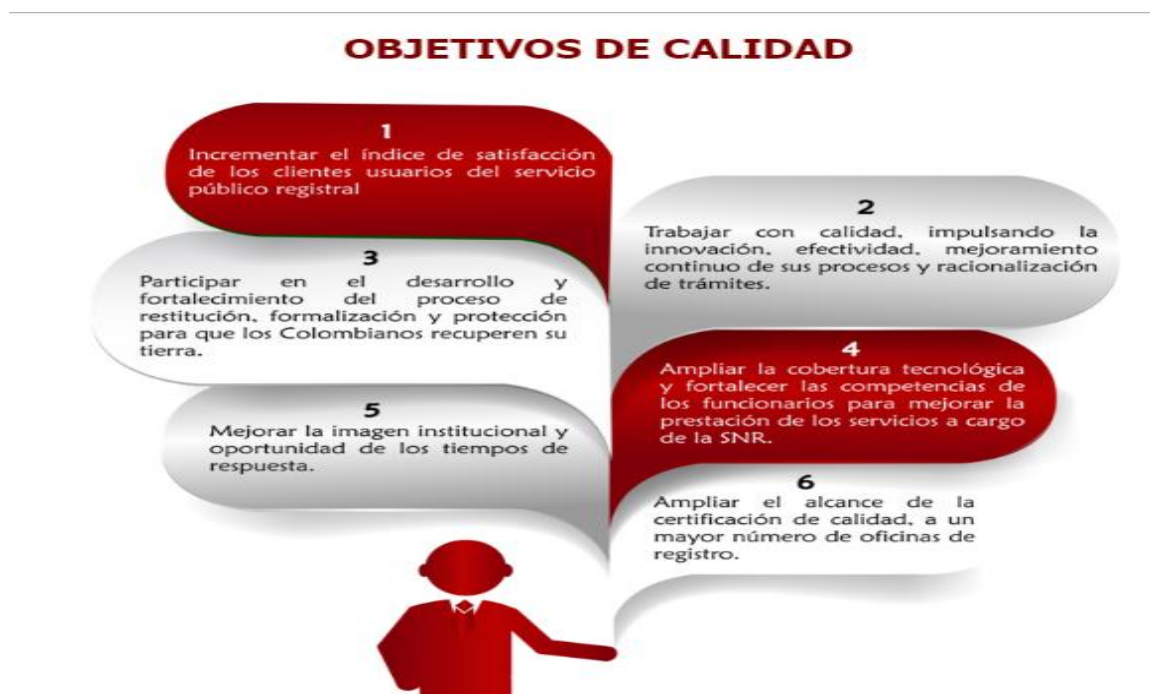 OBJETIVOS DE CALIDAD
1
Incrementar el índice de satisfacción
de los clientes usuarios del servicio
público registral
2
Trabajar con calidad, impulsando la
innovación, efectividad, mejoramiento
continuo de sus procesos y racionalización
de trámites.
3
Participar en el desarrollo y
fortalecimiento del proceso de
restitución, formalización y protección
para que los Colombianos recuperen su
tierra.
4
Ampliar la cobertura tecnológica
y fortalecer las competencias de
los funcionarios para mejorar la
prestación de los servicios a cargo
de la SNR.
5
Mejorar la imagen institucional y
oportunidad de los tiempos de
respuesta.
6
Ampliar el alcance de la
certificación de calidad, a un
mayor número de oficinas de
registro.